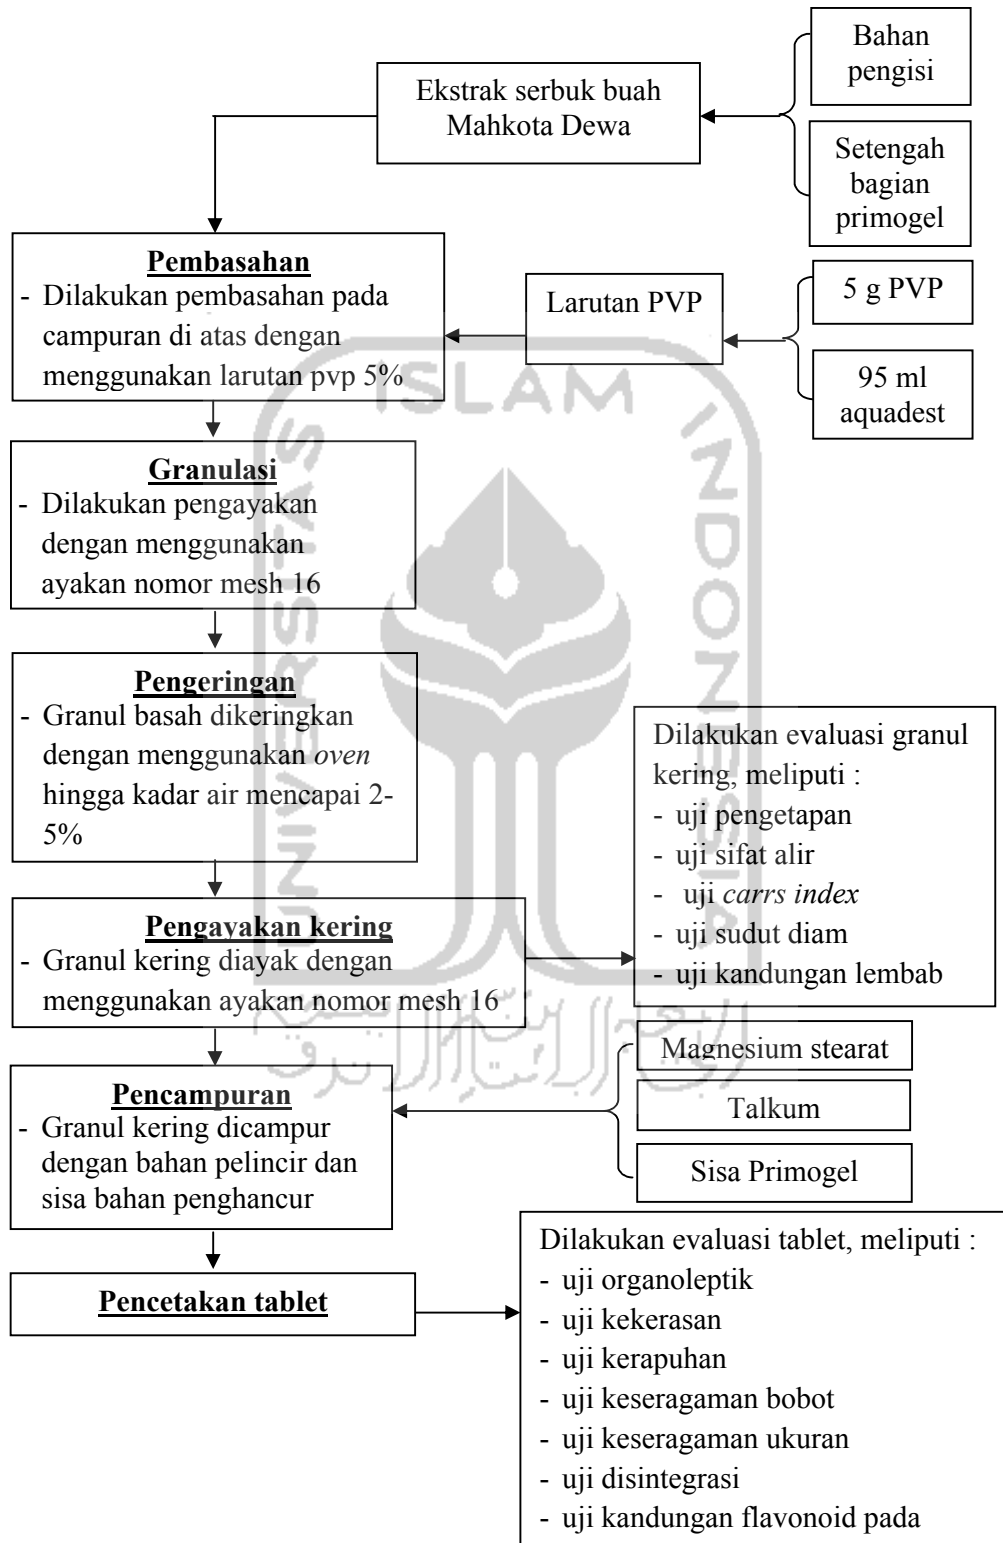 Bahan
pengisi
Ekstrak serbuk buah
Mahkota Dewa
Setengah
bagian
primogel
Pembasahan
- Dilakukan pembasahan pada
campuran di atas dengan
menggunakan larutan pvp 5%
Larutan PVP
5 g PVP
95 ml
aquadest
Granulasi
- Dilakukan pengayakan
dengan menggunakan
ayakan nomor mesh 16
Pengeringan
- Granul basah dikeringkan
dengan menggunakan oven
hingga kadar air mencapai 2-
5%
Dilakukan evaluasi granul
kering, meliputi :
- uji pengetapan
- uji sifat alir
- uji carrs index
- uji sudut diam
- uji kandungan lembab
Pengayakan kering
- Granul kering diayak dengan
menggunakan ayakan nomor mesh 16
Pencampuran
- Granul kering dicampur
dengan bahan pelincir dan
sisa bahan penghancur
Magnesium stearat
Talkum
Sisa Primogel
Pencetakan tablet
Dilakukan evaluasi tablet, meliputi :
- uji organoleptik
- uji kekerasan
- uji kerapuhan
- uji keseragaman bobot
- uji keseragaman ukuran
- uji disintegrasi
- uji kandungan flavonoid pada
UNIVERSITAS
ISLAM
INDONESIA